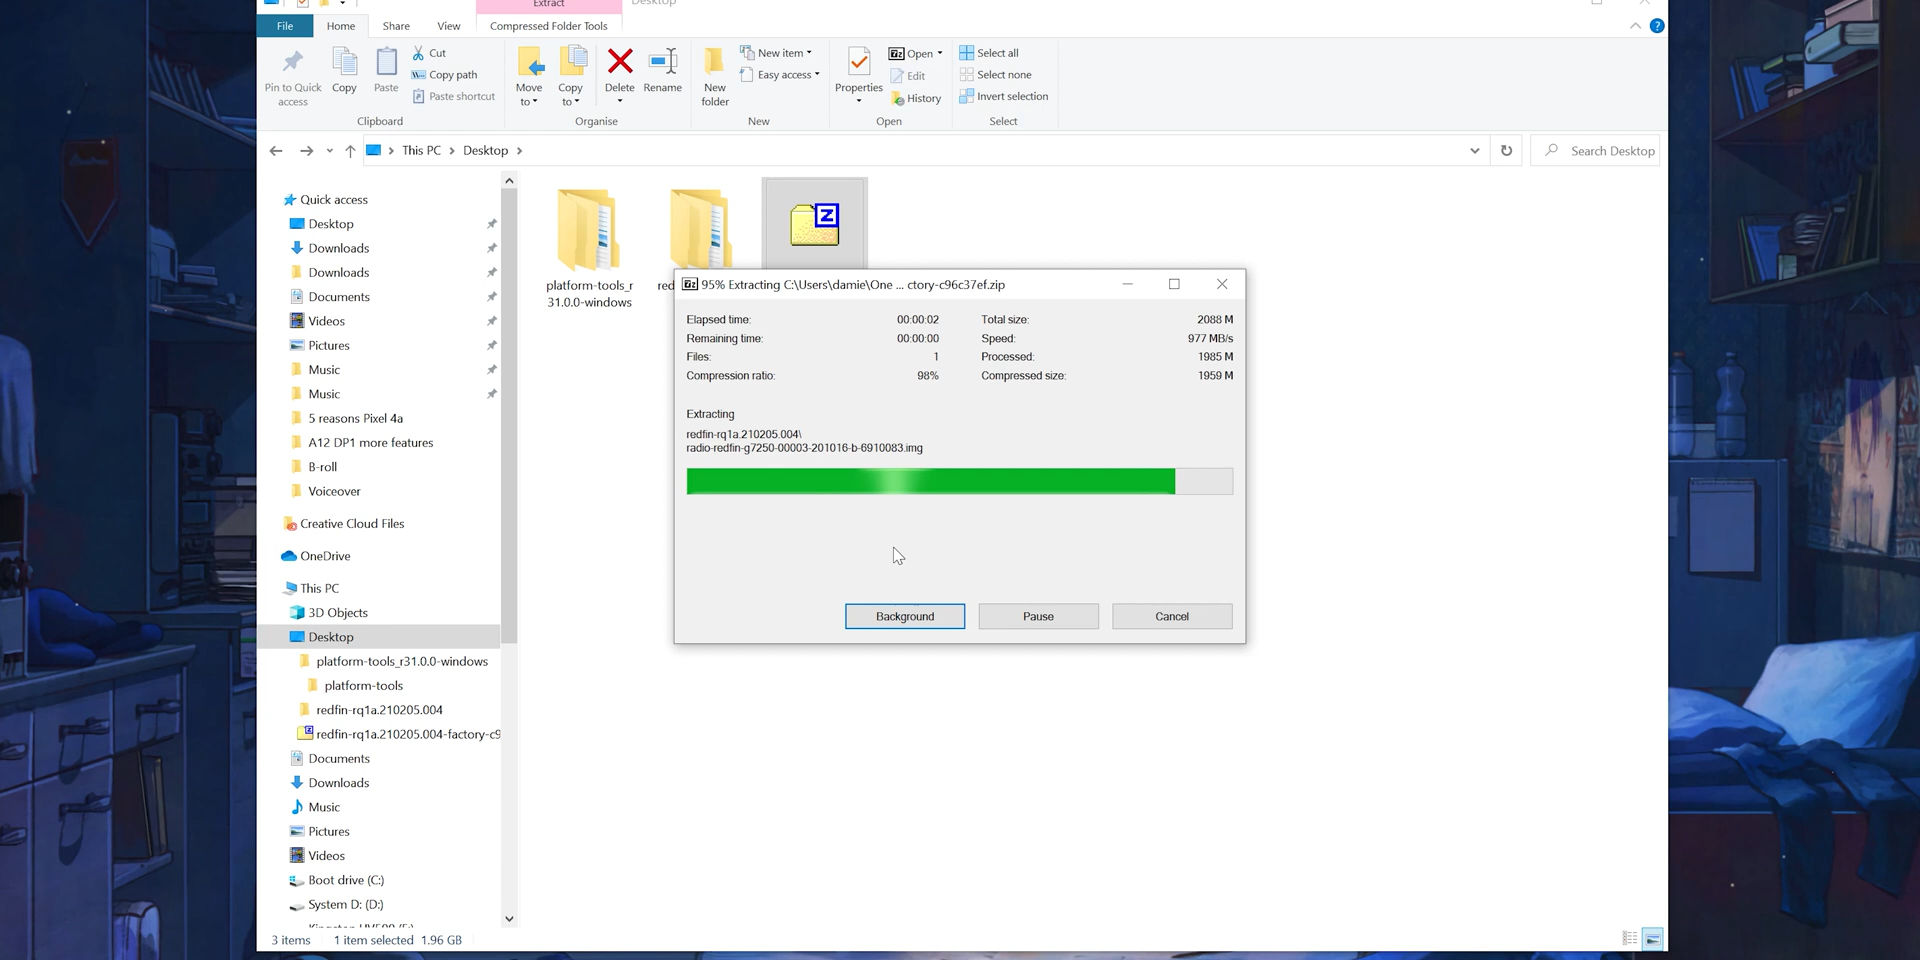 Extract
Desktop
File
Home
Share
View
Compressed Folder Tools
Pin to Quick
access
Copy
Paste
Cut
Copy path
Paste shortcut
Clipboard
Move
to
Copy
to
Delete
Rename
Organise
New
folder
New item
Easy access
New
Properties
Open
Edit
History
Open
Select all
Select none
Invert selection
Select
This PC
Desktop
Search Desktop
Quick access
Desktop
Downloads
Downloads
Documents
Videos
Pictures
Music
Music
5 reasons Pixel 4a
A12 DP1 more features
B-roll
Voiceover
Creative Cloud Files
OneDrive
This PC
3D Objects
Desktop
platform-tools_r31.0.0-windows
platform-tools
redfin-rq1a.210205.004
redfin-rq1a.210205.004-factory-c9
Documents
Downloads
Music
Pictures
Videos
Boot drive (C:)
System D: (D:)
platform-tools_r
31.0.0-windows
red
7z 95% Extracting C:\Users\damie\One ... ctory-c96c37ef.zip
Elapsed time: 00:00:02 Total size: 2088 M
Remaining time: 00:00:00 Speed: 977 MB/s
Files: 1 Processed: 1985 M
Compression ratio: 98% Compressed size: 1959 M
Extracting
redfin-rq1a.210205.004\
radio-redfin-g7250-00003-201016-b-6910083.img
Background
Pause
Cancel
3 items 1 item selected 1.96 GB